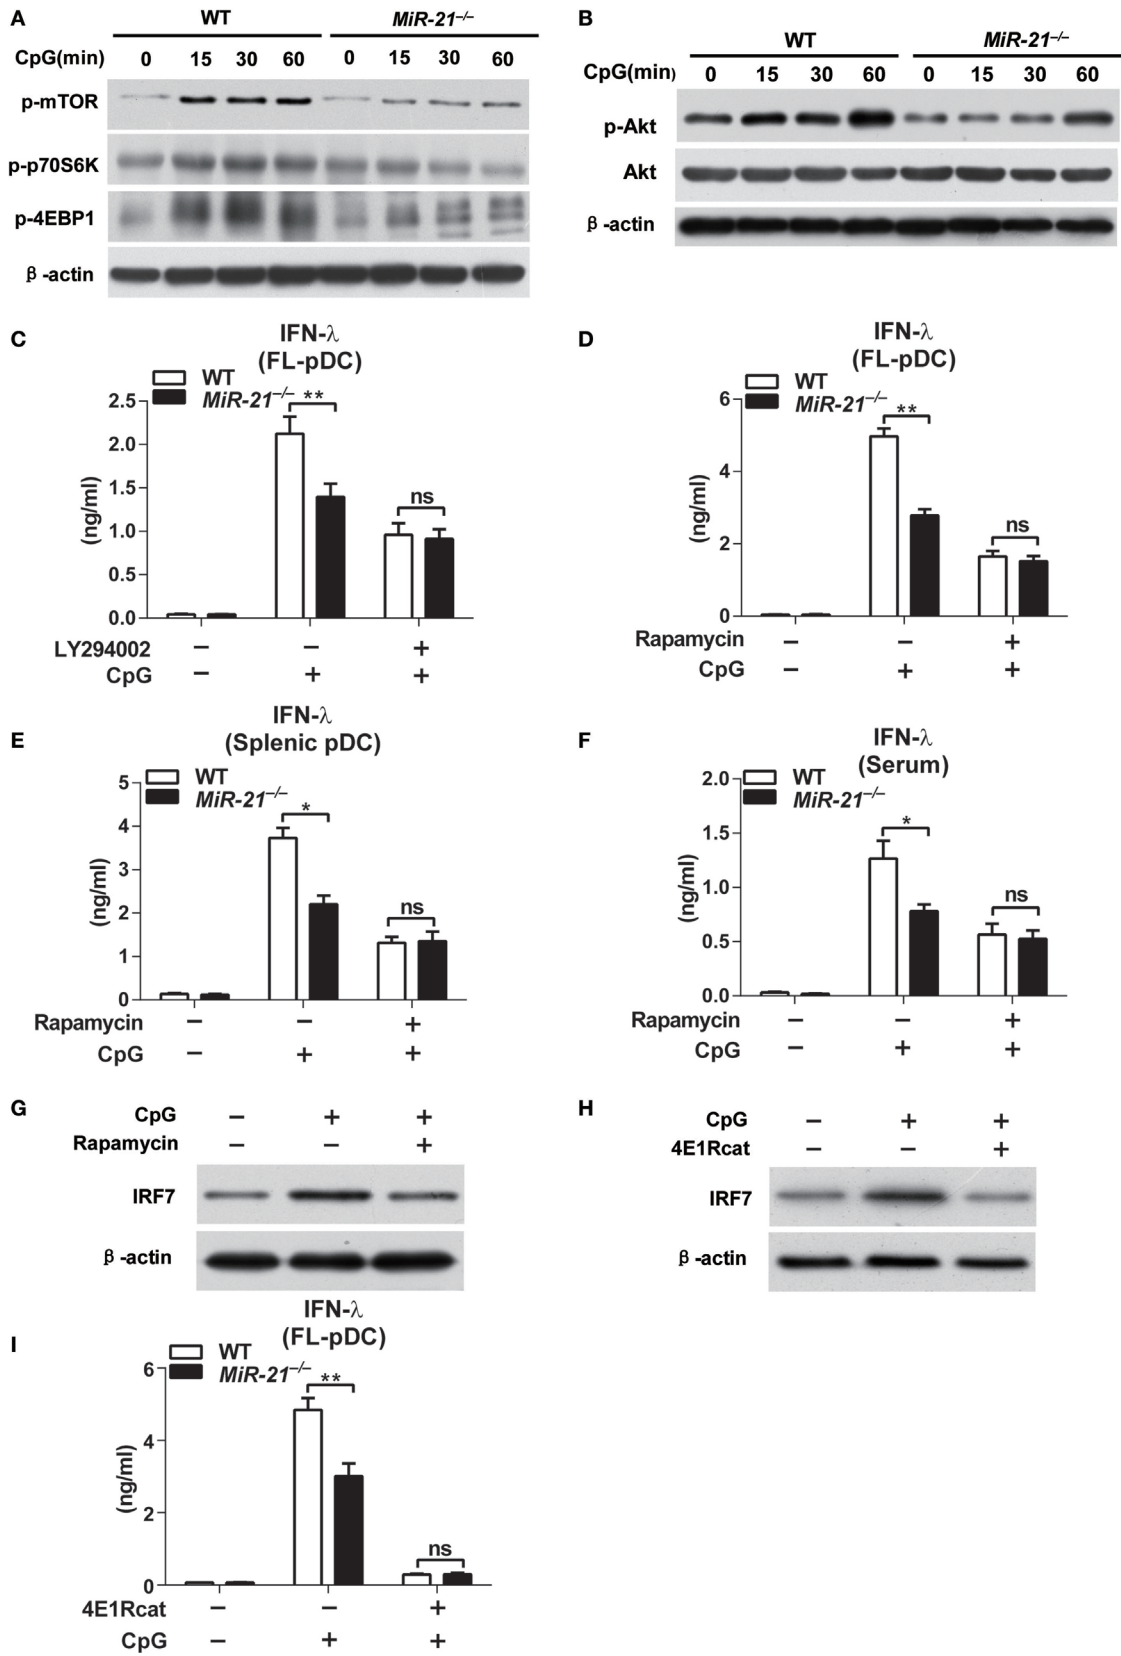 A
WT
MiR-21−/−
CpG(min) 0 15 30 60 0 15 30 60
p-mTOR
p-p70S6K
p-4EBP1
β-actin
B
WT
MiR-21−/−
CpG(min) 0 15 30 60 0 15 30 60
p-Akt
Akt
β-actin
C
IFN-λ
(FL-pDC)
WT
MiR-21−/−
(ng/ml)
2.5
2.0
1.5
1.0
0.5
0.0
**
ns
LY294002 − − +
CpG − + +
D
IFN-λ
(FL-pDC)
WT
MiR-21−/−
(ng/ml)
6
4
2
0
**
ns
Rapamycin − − +
CpG − + +
E
IFN-λ
(Splenic pDC)
WT
MiR-21−/−
(ng/ml)
5
4
3
2
1
0
*
ns
Rapamycin − − +
CpG − + +
F
IFN-λ
(Serum)
WT
MiR-21−/−
(ng/ml)
2.0
1.5
1.0
0.5
0.0
*
ns
Rapamycin − − +
CpG − + +
G
CpG − + +
Rapamycin − − +
IRF7
β-actin
H
CpG − + +
4E1Rcat − − +
IRF7
β-actin
I
IFN-λ
(FL-pDC)
WT
MiR-21−/−
(ng/ml)
6
4
2
0
**
ns
4E1Rcat − − +
CpG − + +